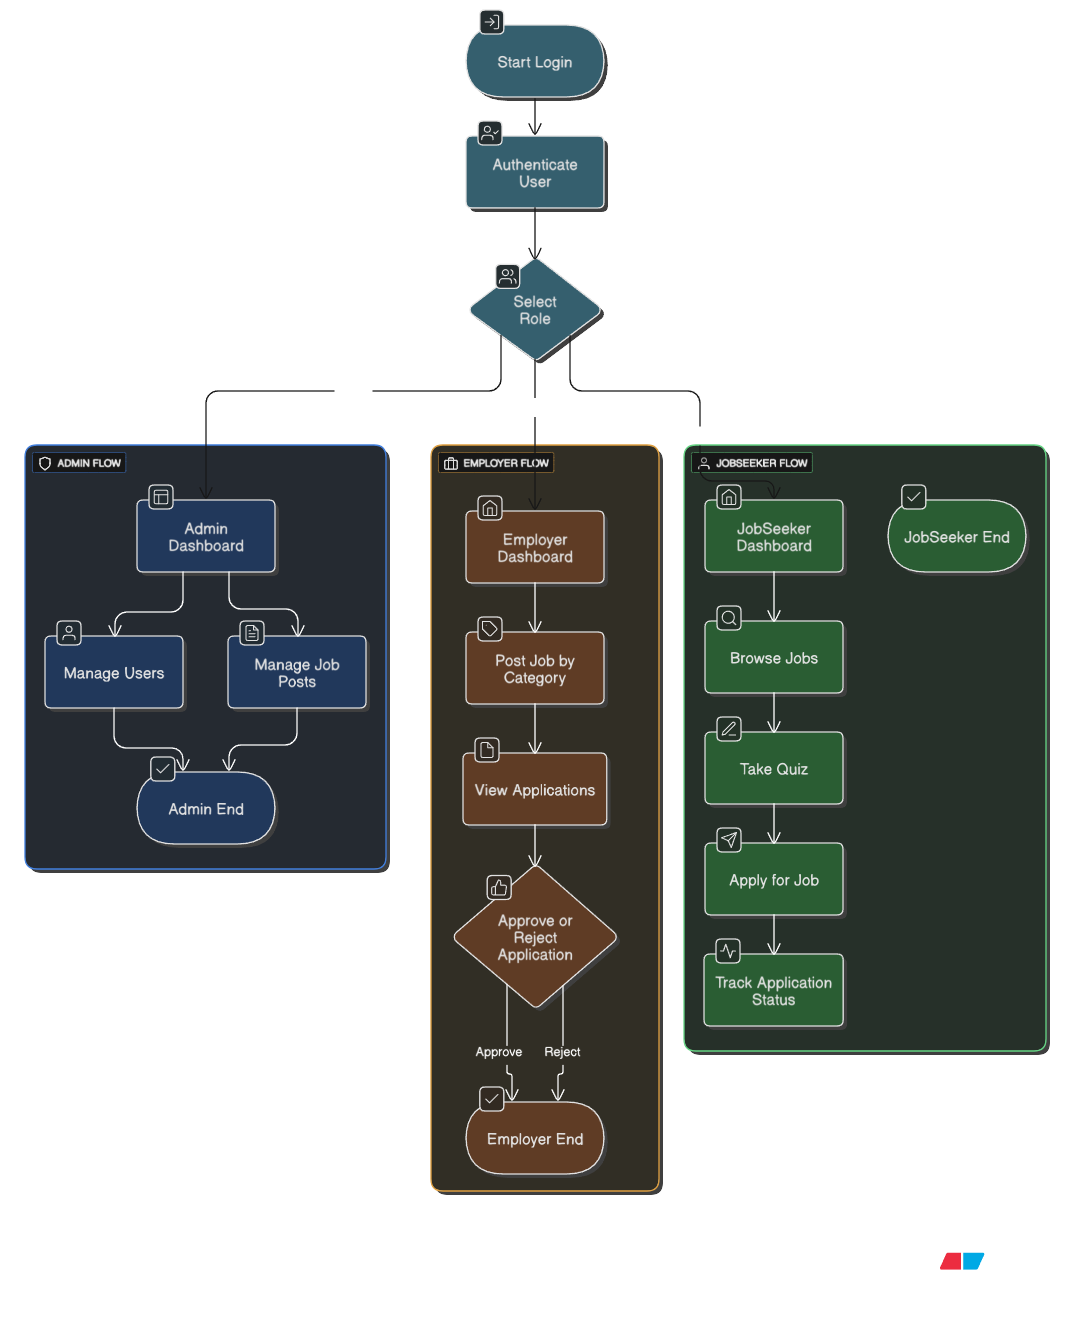 Start Login
Authenticate
User
Select
Role
ADMIN FLOW
Admin
Dashboard
Manage Users
Manage Job
Posts
Admin End
EMPLOYER FLOW
Employer
Dashboard
Post Job by
Category
View Applications
Approve or
Reject
Application
Approve
Reject
Employer End
JOBSEEKER FLOW
JobSeeker
Dashboard
JobSeeker End
Browse Jobs
Take Quiz
Apply for Job
Track Application
Status